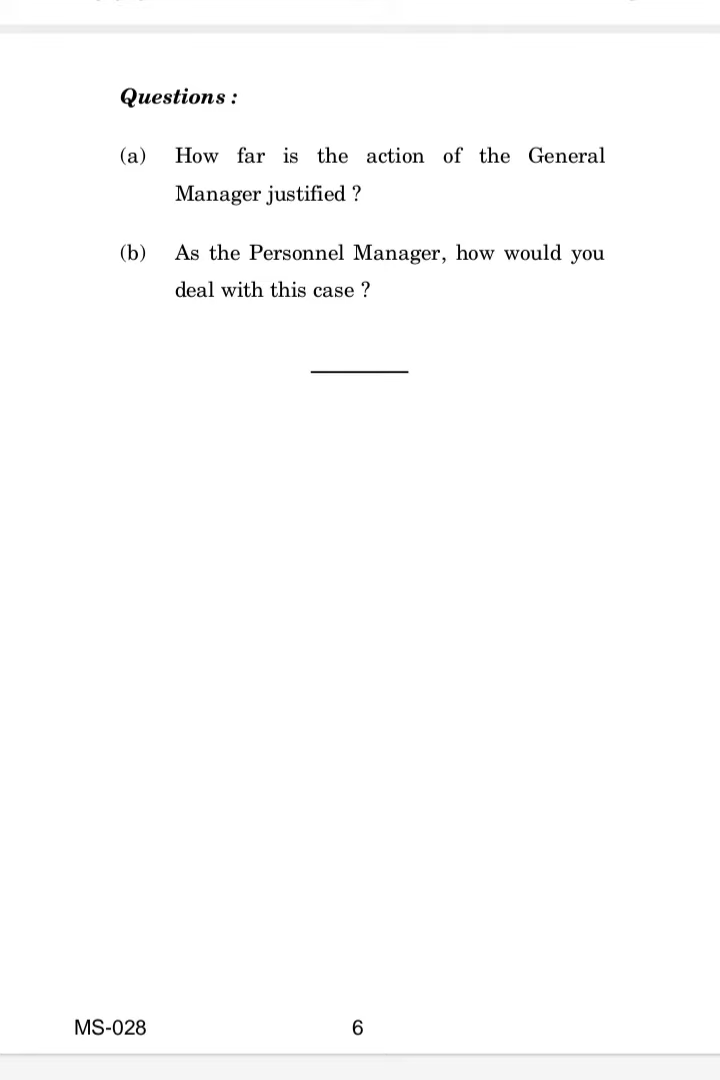 Questions :
(a) How far is the action of the General
Manager justified ?
(b) As the Personnel Manager, how would you
deal with this case ?
MS-028 6